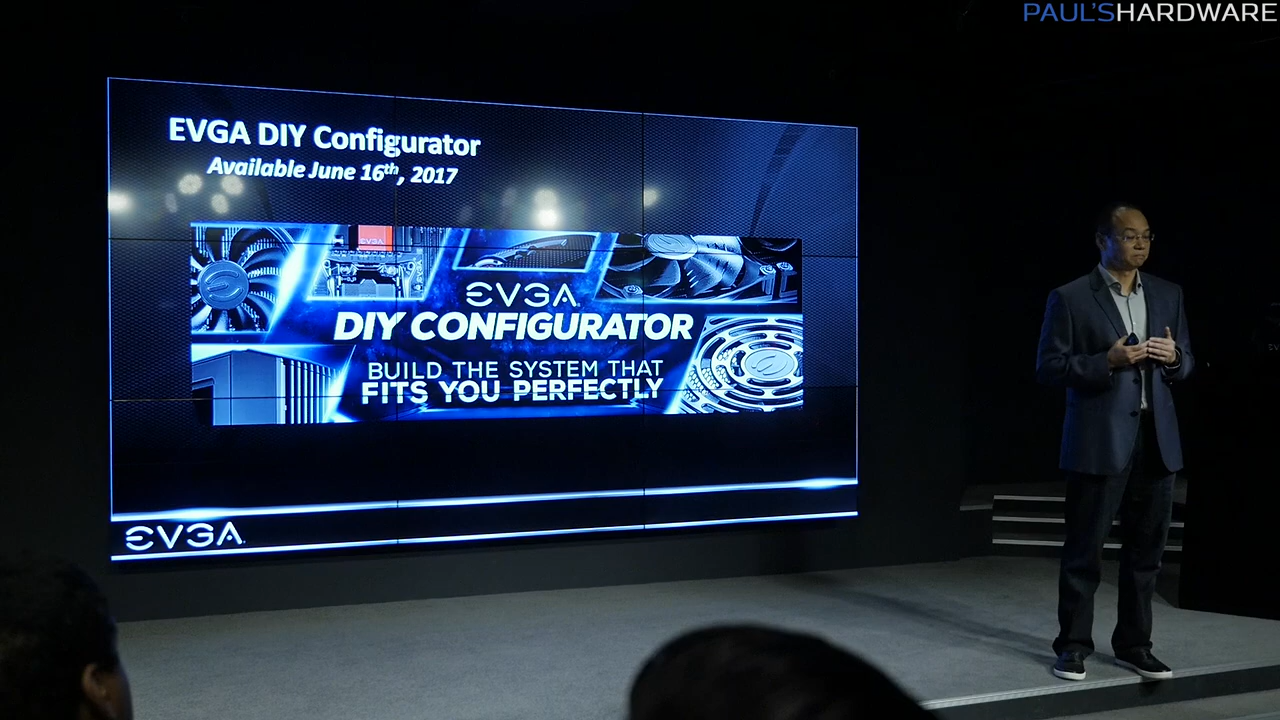 PAUL'SHARDWARE
EVGA DIY Configurator
Available June 16th, 2017
EVGA
EVGA
DIY CONFIGURATOR
BUILD THE SYSTEM THAT
FITS YOU PERFECTLY
EVGA